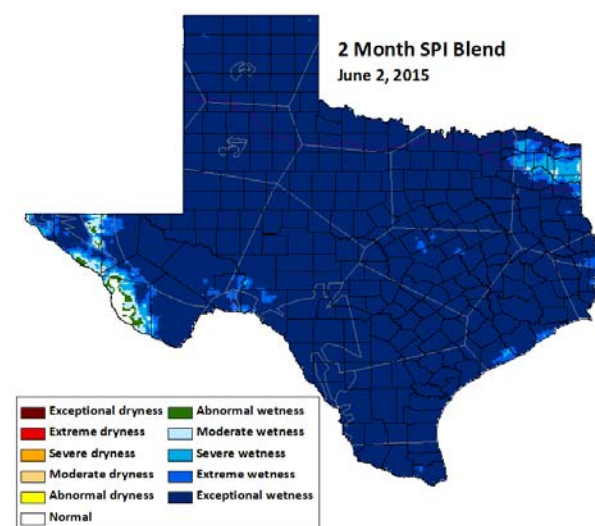 2 Month SPI Blend
June 2, 2015
Exceptional dryness
Extreme dryness
Severe dryness
Moderate dryness
Abnormal dryness
Normal
Abnormal wetness
Moderate wetness
Severe wetness
Extreme wetness
Exceptional wetness